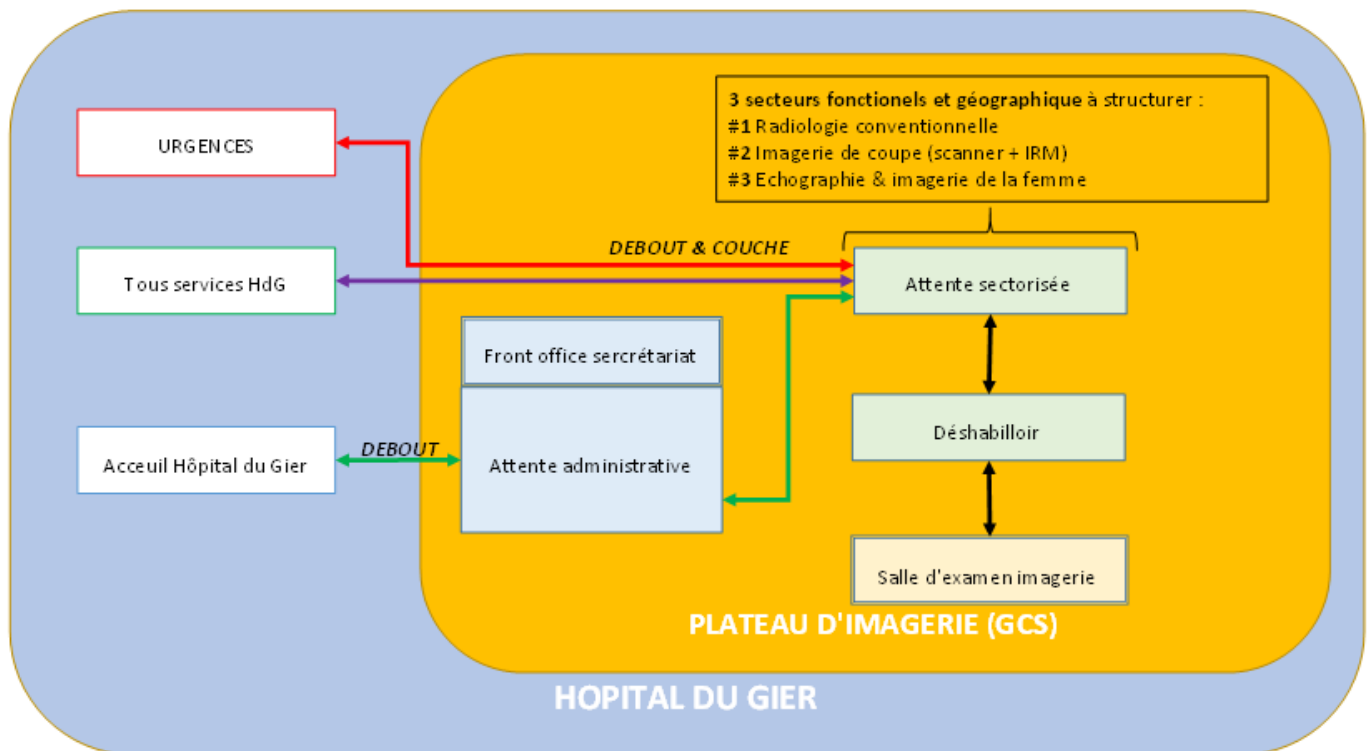 3 secteurs fonctionels et géographique à structurer :
#1 Radiologie conventionnelle
#2 Imagerie de coupe (scanner + IRM)
#3 Echographie & imagerie de la femme
URGENCES
DEBOUT & COUCHE
Tous services HdG
Attente sectorisée
Front office sercrétariat
Déshabilloir
DEBOUT
Acceuil Hôpital du Gier
Attente administrative
Salle d'examen imagerie
PLATEAU D'IMAGERIE (GCS)
HOPITAL DU GIER